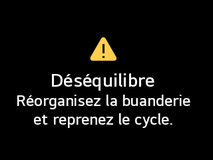 Déséquilibre
Réorganisez la buanderie
et reprenez le cycle.